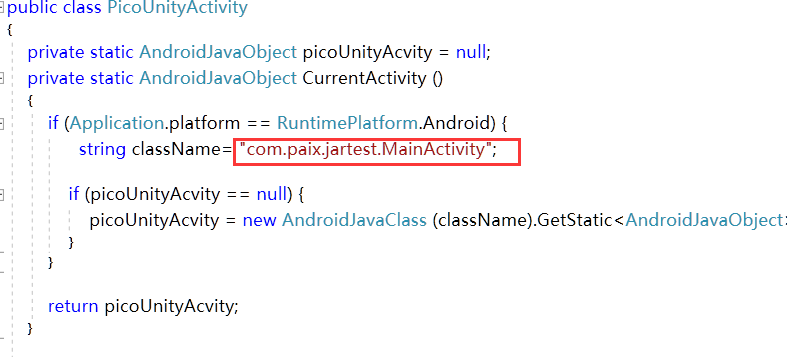 public class PicoUnityActivity
{
private static AndroidJavaObject picoUnityAcvity = null;
private static AndroidJavaObject CurrentActivity ()
{
if (Application.platform == RuntimePlatform.Android) {
string className= "com.paix.jartest.MainActivity";
if (picoUnityAcvity == null) {
picoUnityAcvity = new AndroidJavaClass (className).GetStatic<AndroidJavaObject>
}
}
return picoUnityAcvity;
}